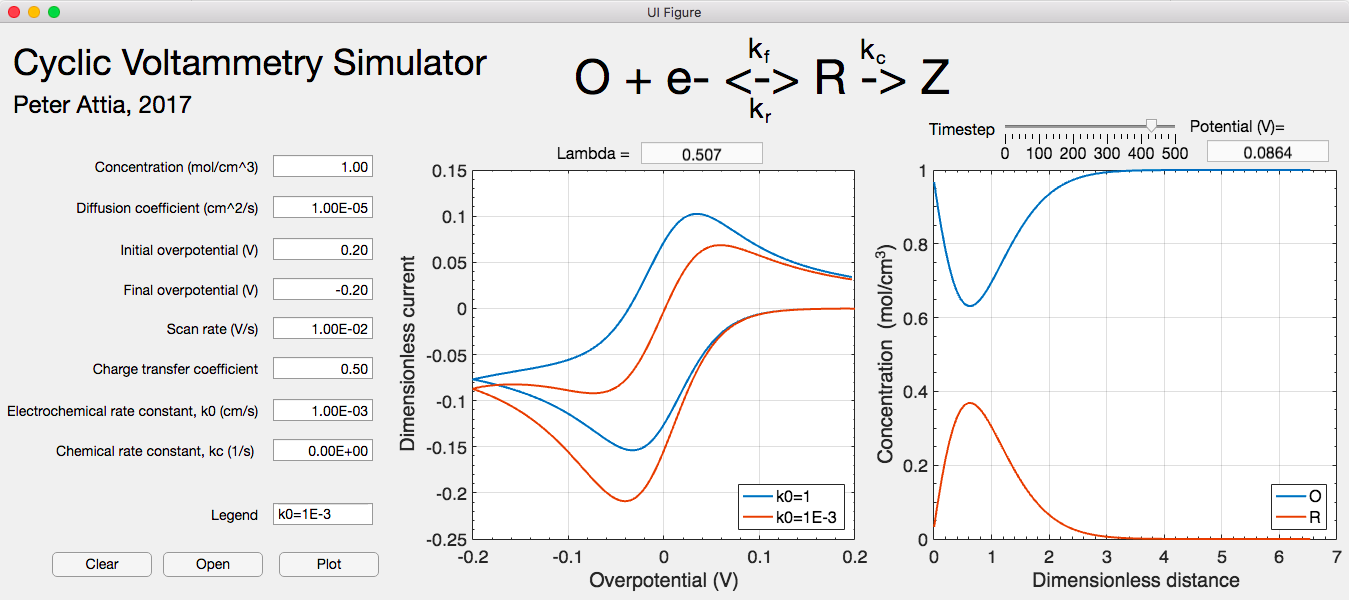 UI Figure
Cyclic Voltammetry Simulator
Peter Attia, 2017
kf kc
O + e- <-> R -> Z
kr
Concentration (mol/cm^3) 1.00
Diffusion coefficient (cm^2/s) 1.00E-05
Initial overpotential (V) 0.20
Final overpotential (V) -0.20
Scan rate (V/s) 1.00E-02
Charge transfer coefficient 0.50
Electrochemical rate constant, k0 (cm/s) 1.00E-03
Chemical rate constant, kc (1/s) 0.00E+00
Legend k0=1E-3
Clear Open Plot
Lambda = 0.507
Dimensionless current
0.15
0.1
0.05
0
-0.05
-0.1
-0.15
-0.2
-0.25
k0=1
k0=1E-3
-0.2 -0.1 0 0.1 0.2
Overpotential (V)
Timestep
0 100 200 300 400 500
Potential (V)=
0.0864
Concentration (mol/cm³)
1
0.8
0.6
0.4
0.2
0
O
R
0 1 2 3 4 5 6 7
Dimensionless distance